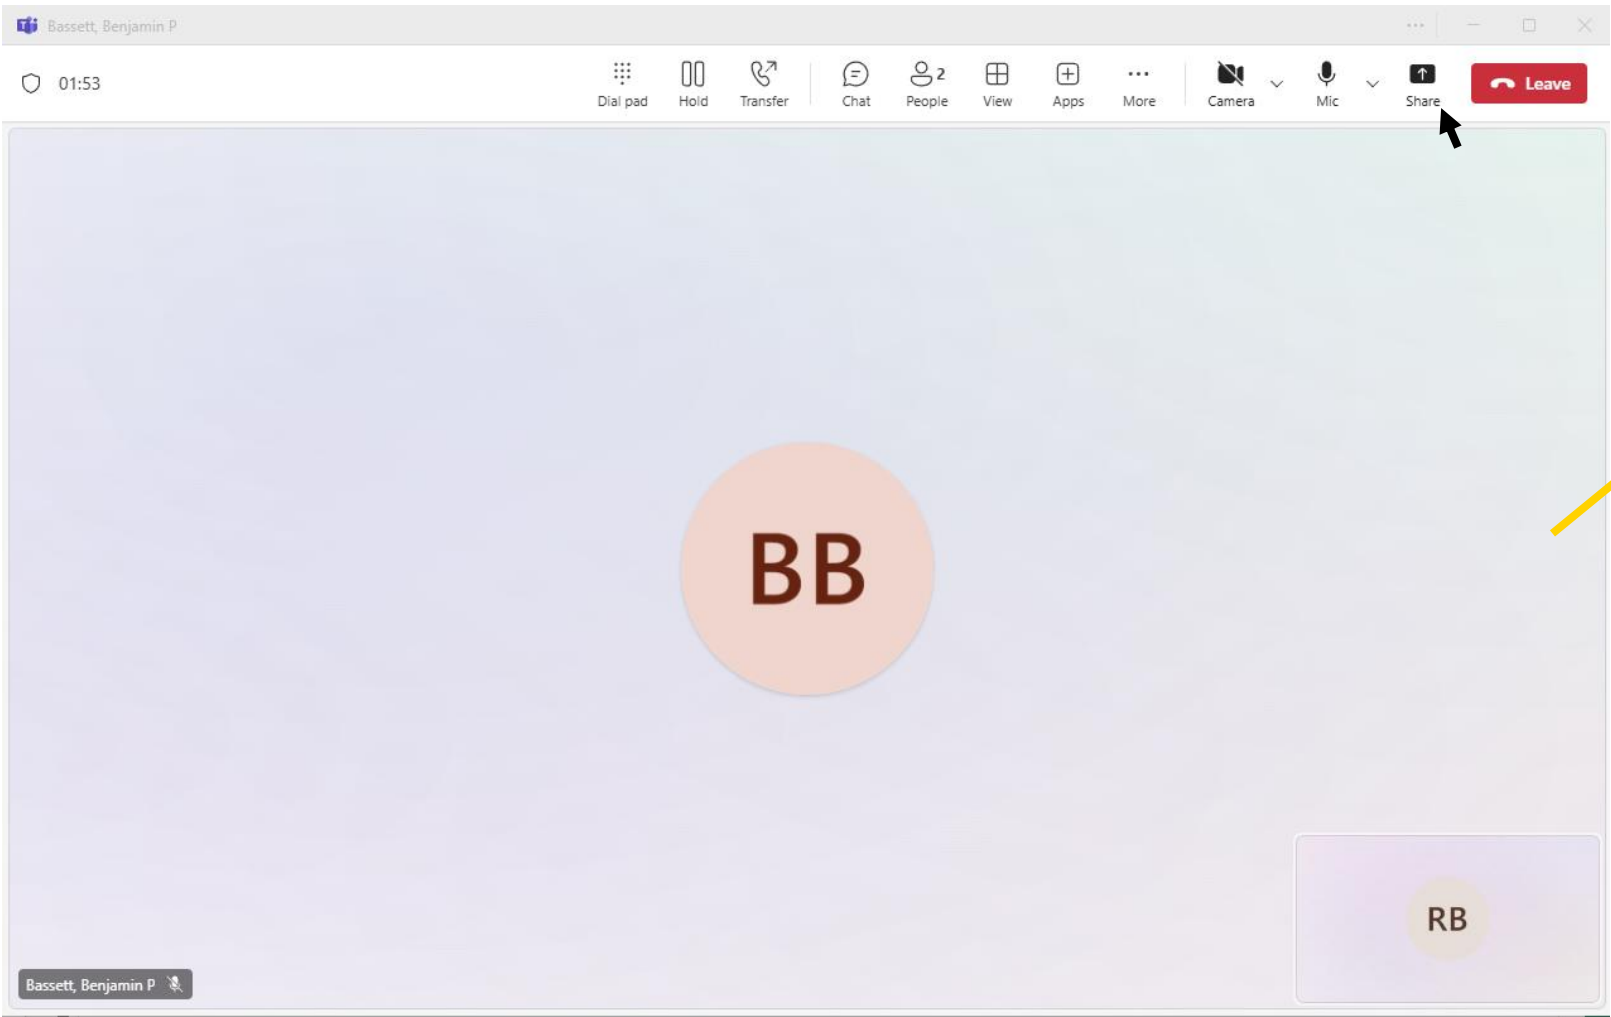 Bassett, Benjamin P
01:53
Dial pad
Hold
Transfer
Chat
2
People
View
Apps
More
Camera
Mic
Share
Leave
BB
RB
Bassett, Benjamin P